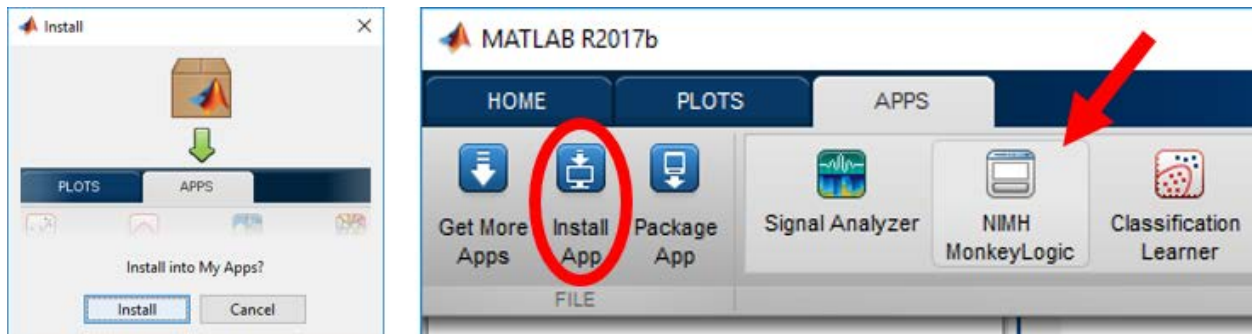 Install
PLOTS
APPS
Install into My Apps?
Install
Cancel
MATLAB R2017b
HOME
PLOTS
APPS
Get More
Apps
Install
App
Package
App
Signal Analyzer
NIMH
MonkeyLogic
Classification
Learner
FILE